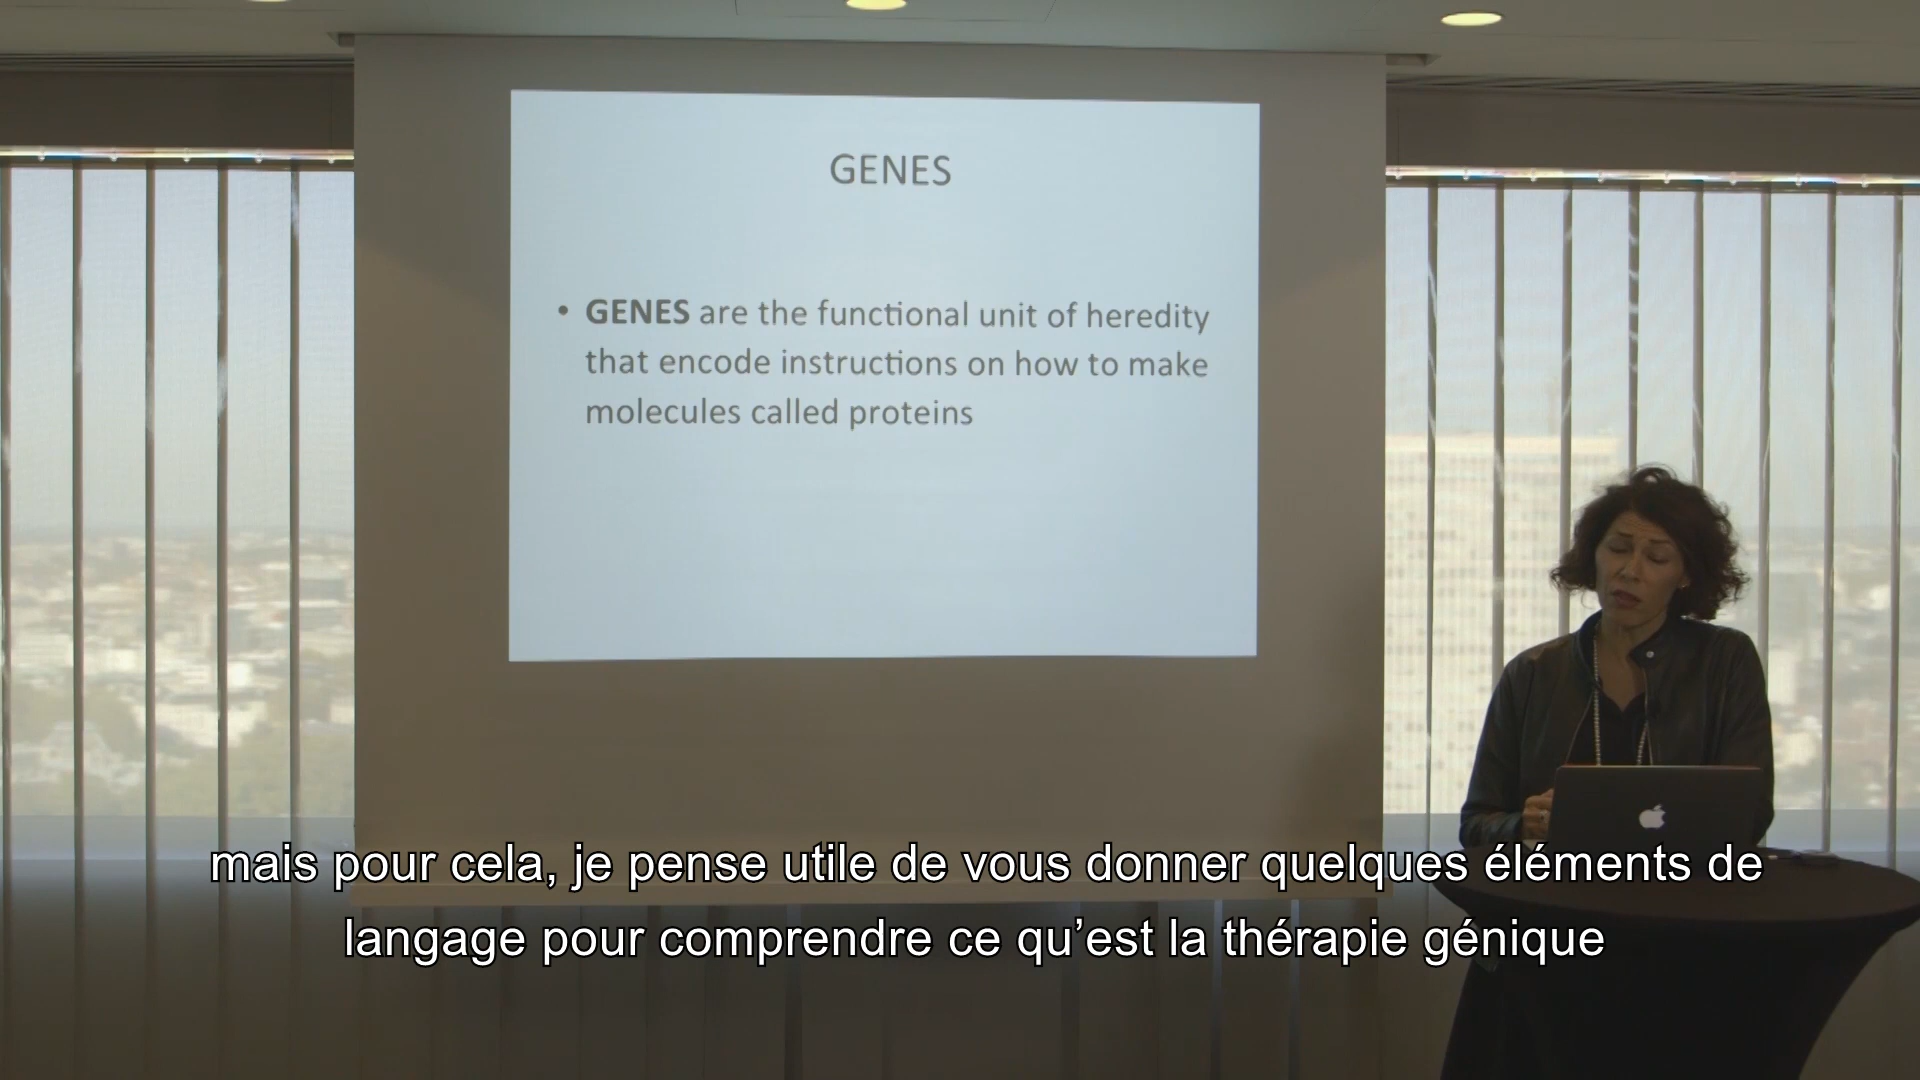 GENES
• GENES are the functional unit of heredity
that encode instructions on how to make
molecules called proteins
mais pour cela, je pense utile de vous donner quelques éléments de
langage pour comprendre ce qu’est la thérapie génique